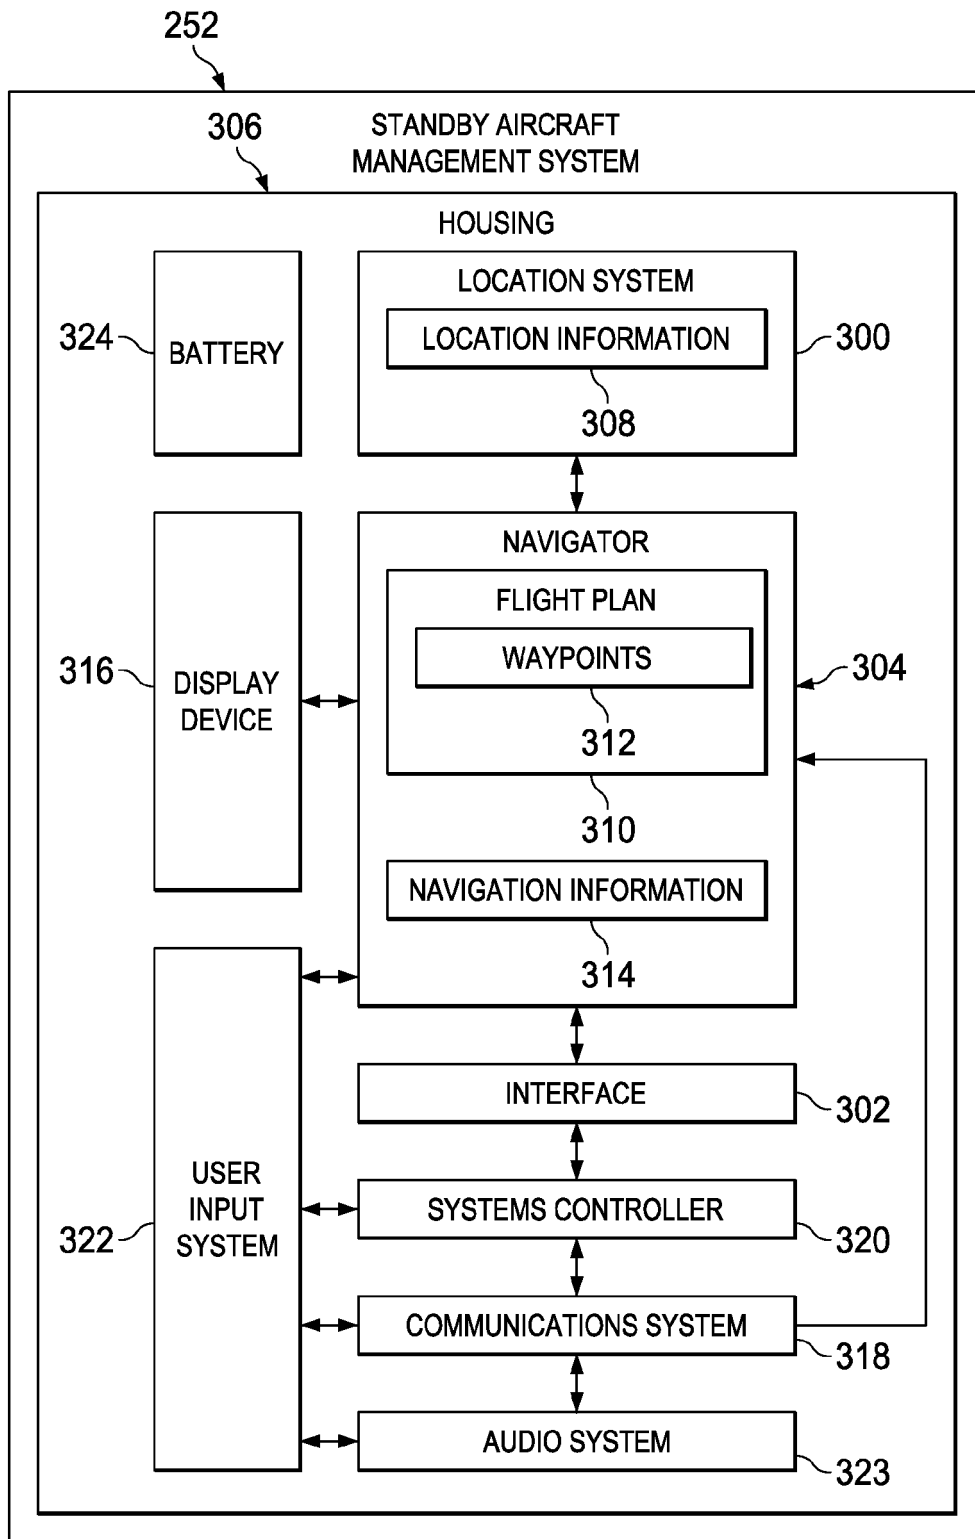 252
STANDBY AIRCRAFT
MANAGEMENT SYSTEM
306
HOUSING
324
BATTERY
LOCATION SYSTEM
LOCATION INFORMATION
308
300
316
DISPLAY
DEVICE
NAVIGATOR
FLIGHT PLAN
WAYPOINTS
312
310
304
NAVIGATION INFORMATION
314
322
USER
INPUT
SYSTEM
INTERFACE
302
SYSTEMS CONTROLLER
320
COMMUNICATIONS SYSTEM
318
AUDIO SYSTEM
323